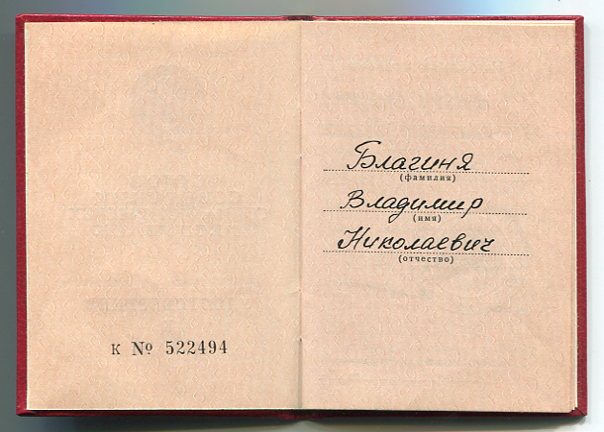 к № 522494
Благиня
(фамилия)
Владимир
(имя)
Николаевич
(отчество)